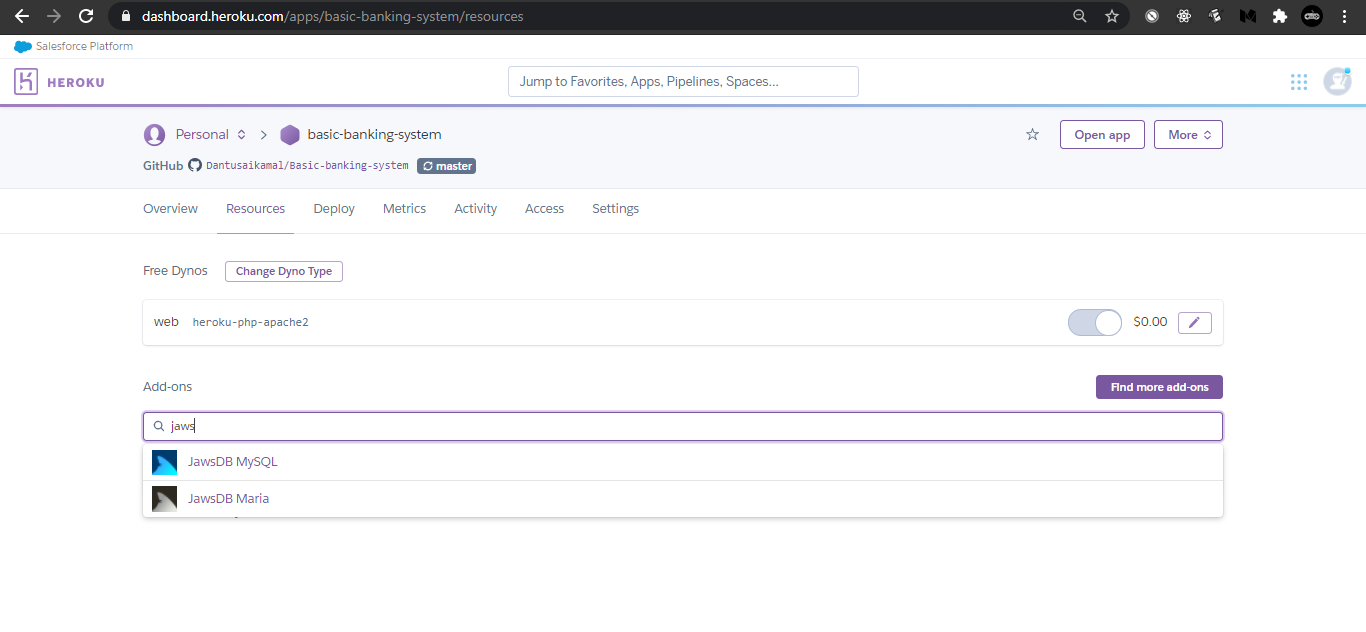 dashboard.heroku.com/apps/basic-banking-system/resources
Salesforce Platform
HEROKU
Jump to Favorites, Apps, Pipelines, Spaces...
Personal
basic-banking-system
Open app
More
GitHub Dantusaikamal/Basic-banking-system master
Overview Resources Deploy Metrics Activity Access Settings
Free Dynos Change Dyno Type
web heroku-php-apache2 $0.00
Add-ons
Find more add-ons
jaws
JawsDB MySQL
JawsDB Maria